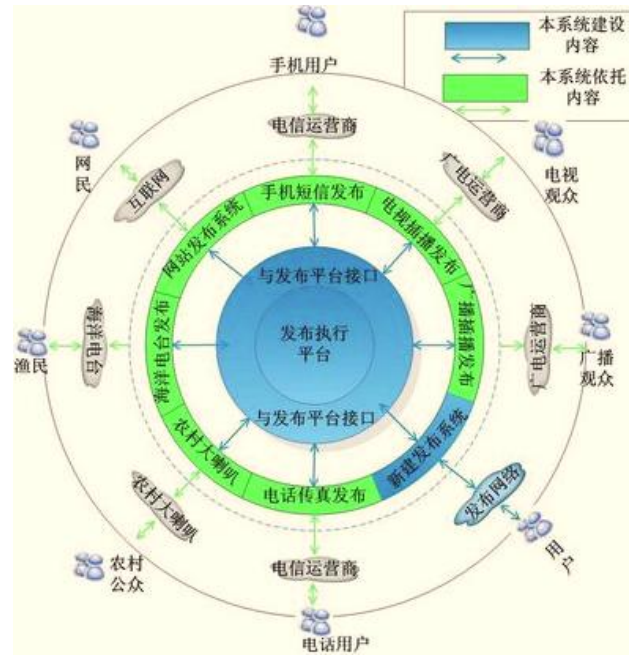 本系统建设
内容
本系统依托
内容
手机用户
电信运营商
网
民
互联网
广电运营商
电视
观众
手机短信发布
网站发布系统
电视插播发布
与发布平台接口
发布执行
平台
与发布平台接口
海洋电台发布
广播插播发布
渔民
海洋电台
广电运营商
广播
观众
农村大喇叭
新建发布系统
电话传真发布
农村大喇叭
发布网络
农村
公众
用户
电信运营商
电话用户